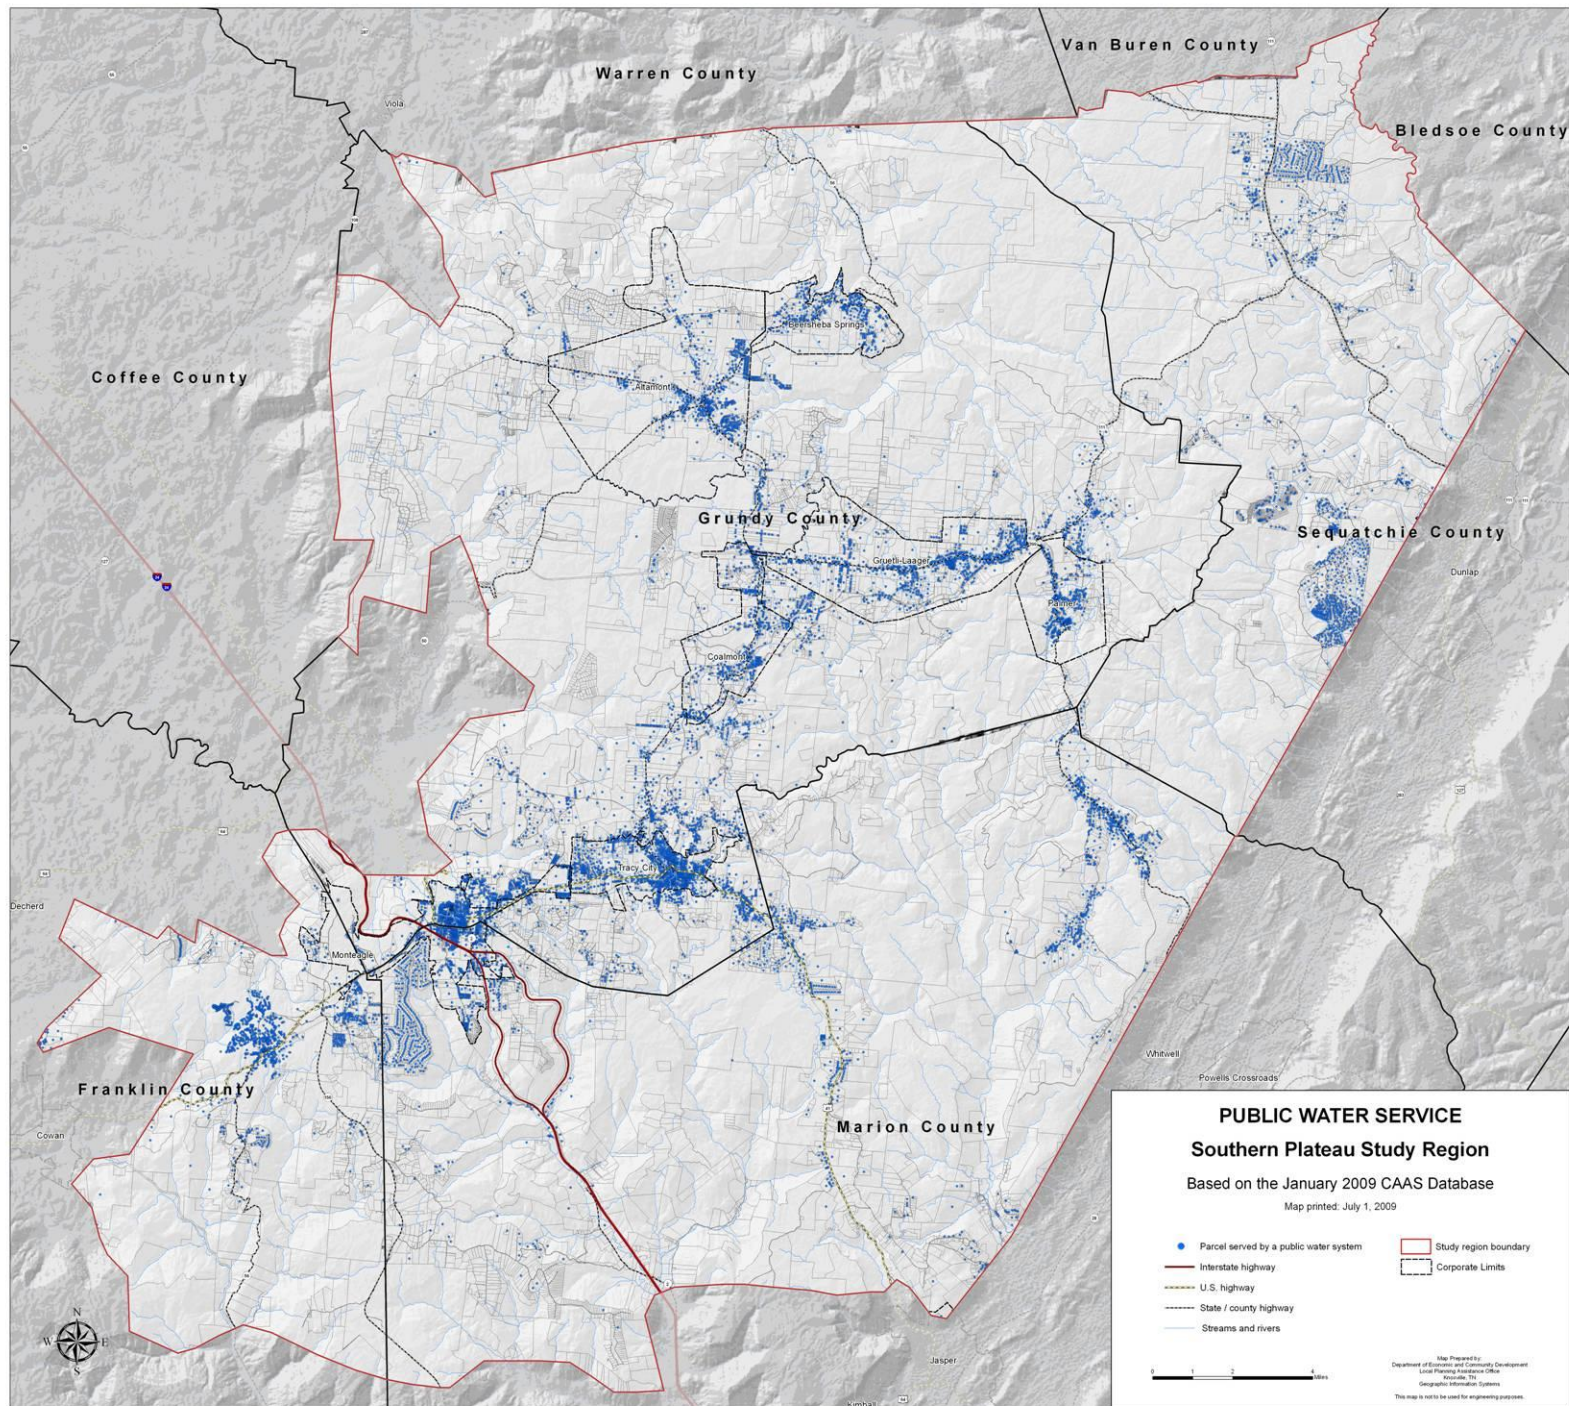 Van Buren County
Warren County
Viola
Bledsoe County
Beersheba Springs
Coffee County
Altamont
Grundy County
Sequatchie County
Gruetli-Laager
Dunlap
Palmer
Coalmont
Tracy City
Decherd
Monteagle
Whitwell
Powells Crossroads
Franklin County
Marion County
Cowan
Jasper
Kimball
N
W
E
S
PUBLIC WATER SERVICE
Southern Plateau Study Region
Based on the January 2009 CAAS Database
Map printed: July 1, 2009
Parcel served by a public water system
Study region boundary
Interstate highway
Corporate Limits
U.S. highway
State / county highway
Streams and rivers
0 1 2 4
Miles
Map Prepared by:
Department of Economic and Community Development
Local Planning Assistance Office
Knoxville, TN
Geographic Information Systems
This map is not to be used for engineering purposes.